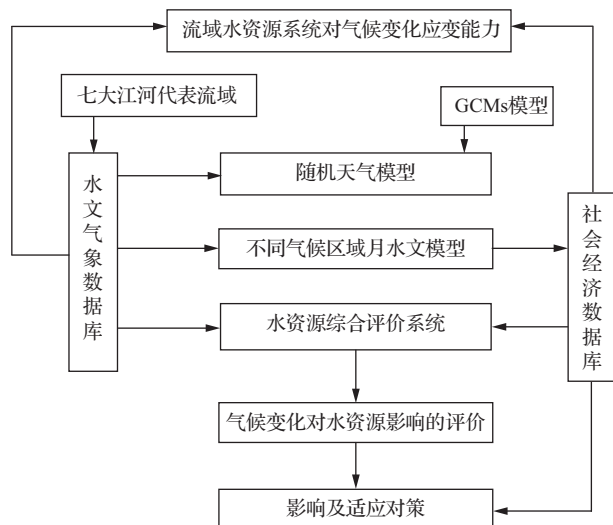 流域水资源系统对气候变化应变能力
七大江河代表流域
GCMs模型
水文气象数据库
随机天气模型
社会经济数据库
不同气候区域月水文模型
水资源综合评价系统
气候变化对水资源影响的评价
影响及适应对策